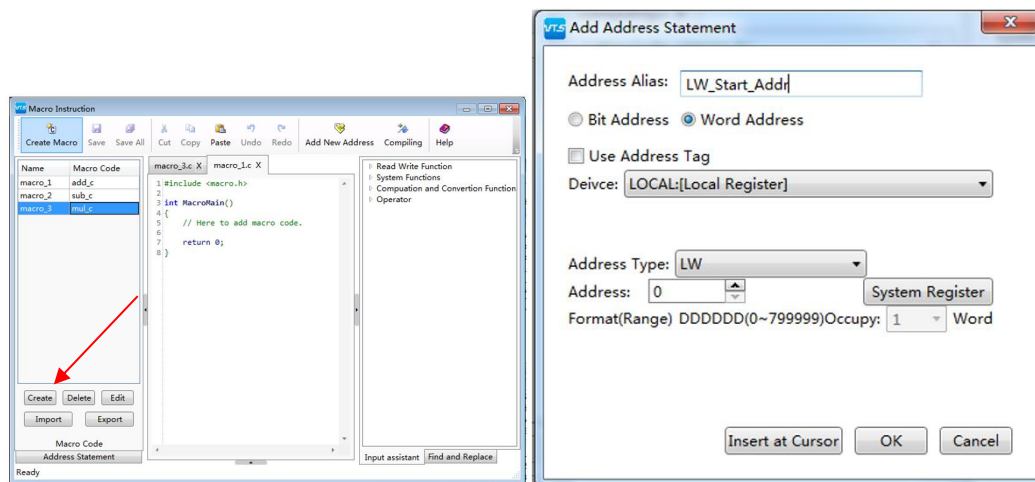 VT5 Macro Instruction
Create Macro Save Save All Cut Copy Paste Undo Redo Add New Address Compiling Help
Name Macro Code
macro_1 add_c
macro_2 sub_c
macro_3 mul_c
macro_3.c X macro_1.c X
1 #include <macro.h>
2
3 int MacroMain()
4 {
5 // Here to add macro code.
6
7 return 0;
8 }
Read Write Function
System Functions
Compuation and Convertion Function
Operator
Create Delete Edit
Import Export
Macro Code
Address Statement
Input assistant Find and Replace
Ready
VT5 Add Address Statement
Address Alias: LW_Start_Addr
Bit Address Word Address
Use Address Tag
Deivce: LOCAL:[Local Register]
Address Type: LW
Address: 0 System Register
Format(Range) DDDDDD(0~799999)Occupy: 1 Word
Insert at Cursor OK Cancel